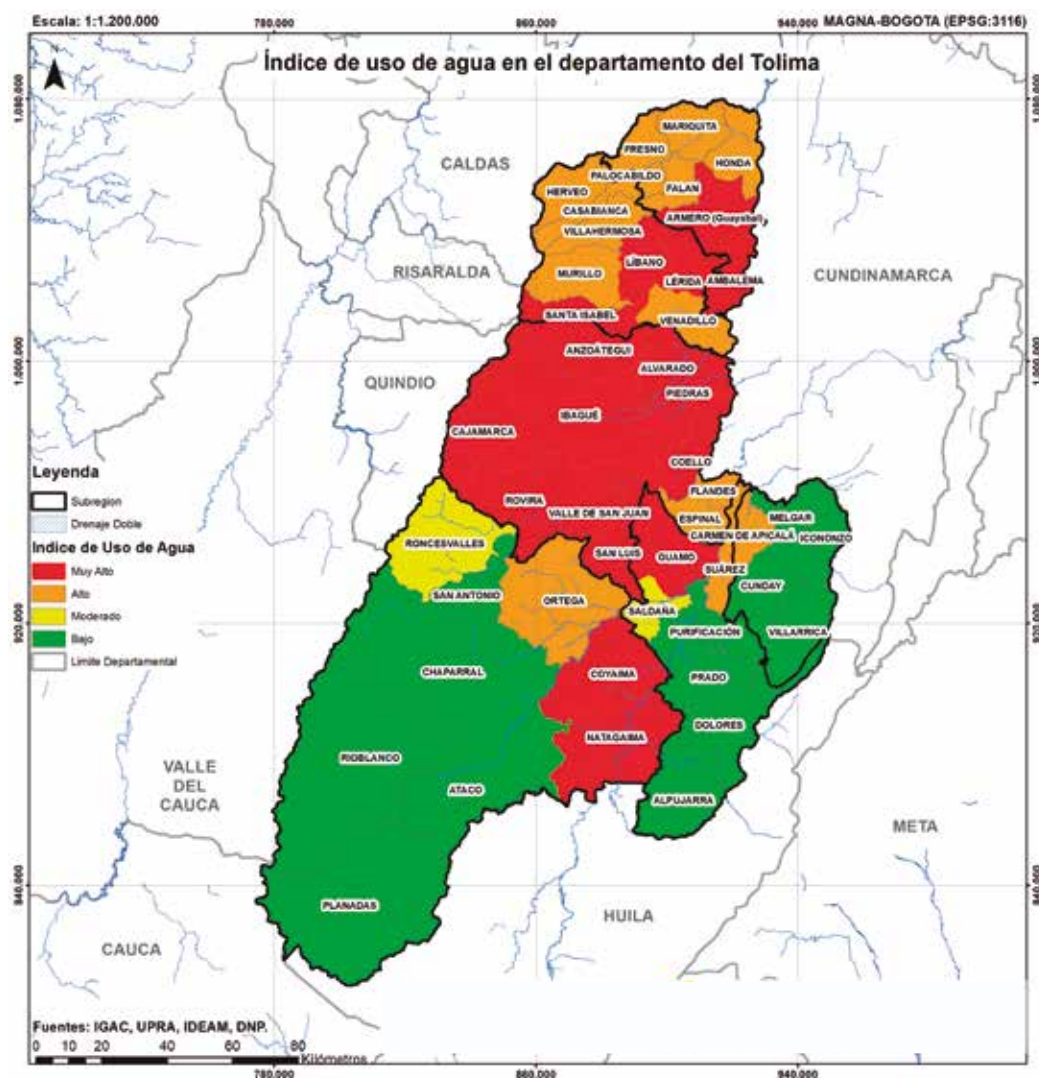 Escala: 1:1.200.000
780.000
860.000
940.000
MAGNA-BOGOTA (EPSG:3116)
Índice de uso de agua en el departamento del Tolima
1.080.000
1.080.000
MARIQUITA
FRESNO
HONDA
CALDAS
PALOCABILDO
HERVEO
FALAN
CASABIANCA
ARMERO (Guayabal)
VILLAHERMOSA
LÍBANO
RISARALDA
MURILLO
LÉRIDA
AMBALEMA
CUNDINAMARCA
SANTA ISABEL
VENADILLO
ANZOÁTEGUI
1.000.000
1.000.000
ALVARADO
QUINDIO
PIEDRAS
IBAGUÉ
CAJAMARCA
COELLO
Leyenda
FLANDES
Subregion
ROVIRA
VALLE DE SAN JUAN
ESPINAL
MELGAR
Drenaje Doble
CARMEN DE APICALÁ
ICONONZO
Indice de Uso de Agua
RONCESVALLES
SAN LUIS
GUAMO
Muy Alto
SUÁREZ
CUNDAY
Alto
SAN ANTONIO
ORTEGA
Moderado
SALDAÑA
920.000
920.000
Bajo
PURIFICACIÓN
VILLARRICA
Limite Departamental
CHAPARRAL
COYAIMA
PRADO
DOLORES
NATAGAIMA
RIOBLANCO
VALLE
DEL
CAUCA
ATACO
ALPUJARRA
META
840.000
840.000
PLANADAS
HUILA
CAUCA
Fuentes: IGAC, UPRA, IDEAM, DNP.
0 10 20 40 60 80
Kilómetros
780.000
860.000
940.000